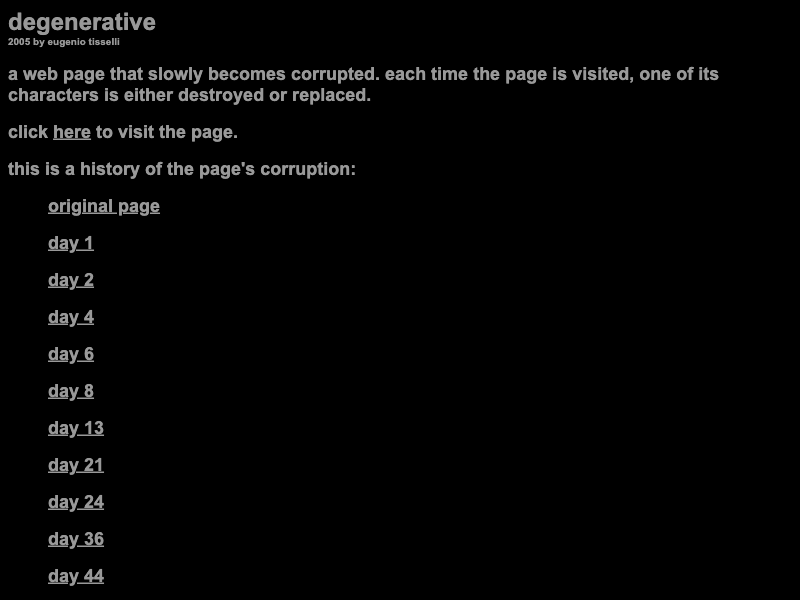 degenerative
2005 by eugenio tisselli
a web page that slowly becomes corrupted. each time the page is visited, one of its
characters is either destroyed or replaced.
click here to visit the page.
this is a history of the page's corruption:
original page
day 1
day 2
day 4
day 6
day 8
day 13
day 21
day 24
day 36
day 44